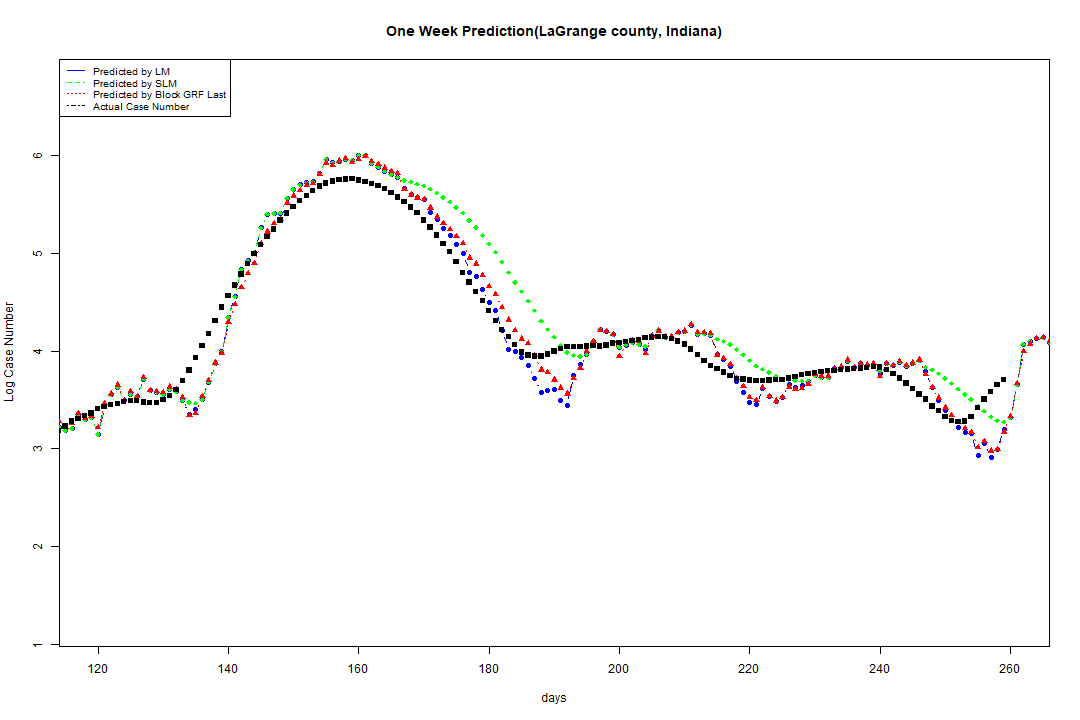 One Week Prediction(LaGrange county, Indiana)
Predicted by LM
Predicted by SLM
Predicted by Block GRF Last
Actual Case Number
Log Case Number
6
5
4
3
2
1
120 140 160 180 200 220 240 260
days